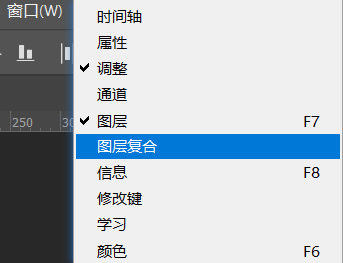 窗口(W)
时间轴
属性
调整
通道
图层 F7
图层复合
信息 F8
修改键
学习
颜色 F6
250